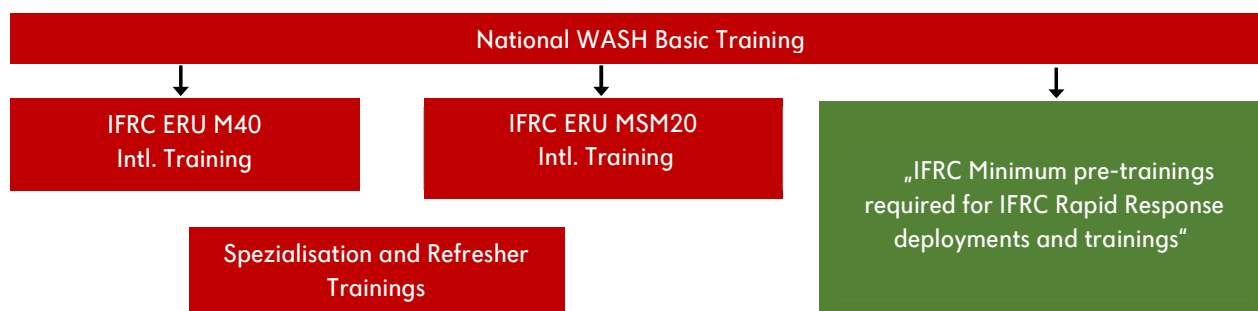 National WASH Basic Training
IFRC ERU M40
Intl. Training
IFRC ERU MSM20
Intl. Training
„IFRC Minimum pre-trainings
required for IFRC Rapid Response
deployments and trainings“
Spezialisation and Refresher
Trainings